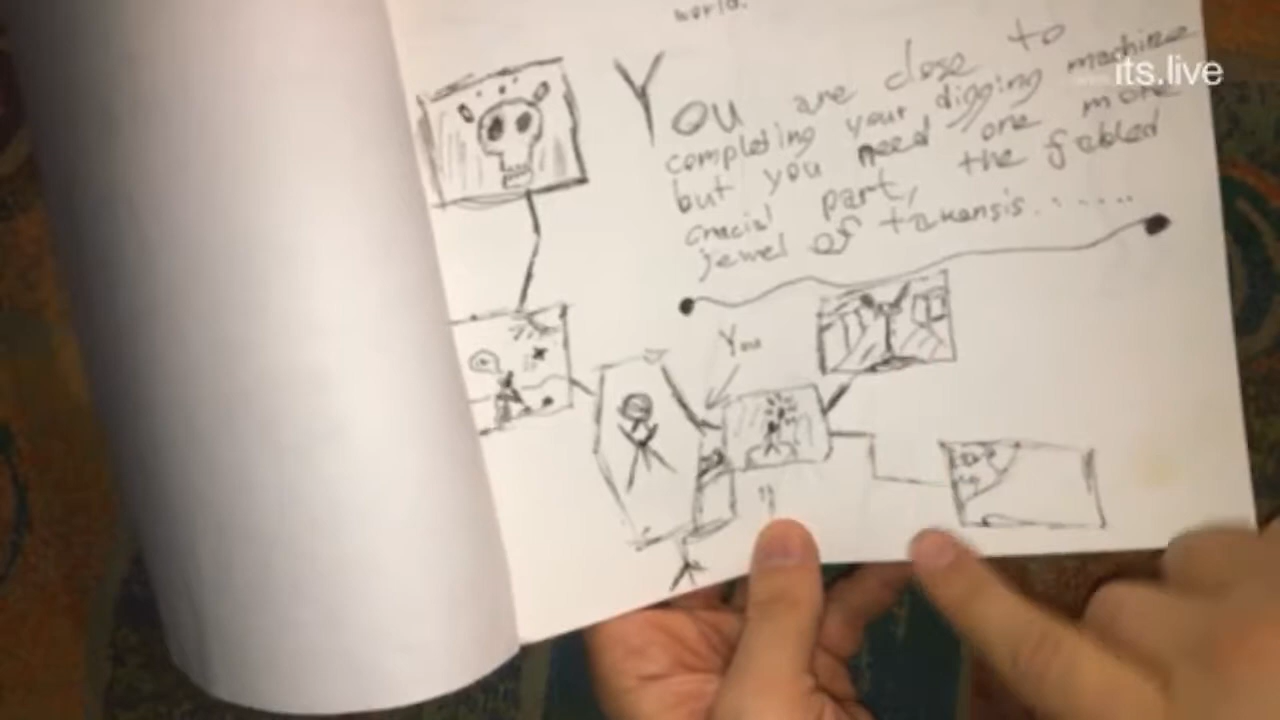 world.
its.live
You are close to
completing your digging machine
but you need one more
crucial part, the fabled
jewel of
You